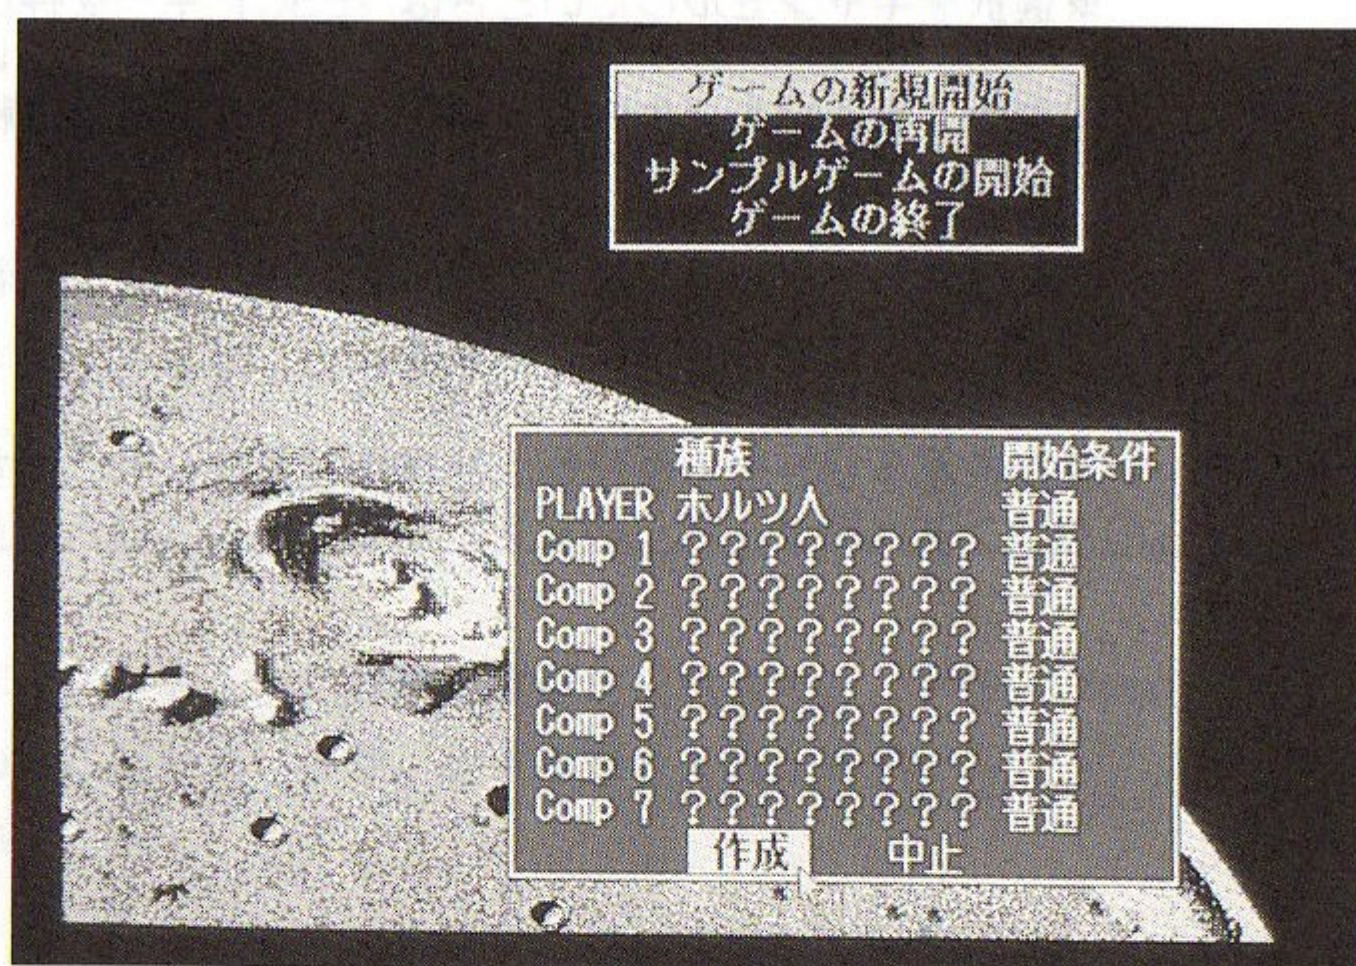 ゲームの新規開始
ゲームの再開
サンプルゲームの開始
ゲームの終了
種族 開始条件
PLAYER ホルツ人 普通
Comp 1 ???????? 普通
Comp 2 ???????? 普通
Comp 3 ???????? 普通
Comp 4 ???????? 普通
Comp 5 ???????? 普通
Comp 6 ???????? 普通
Comp 7 ???????? 普通
作成 中止